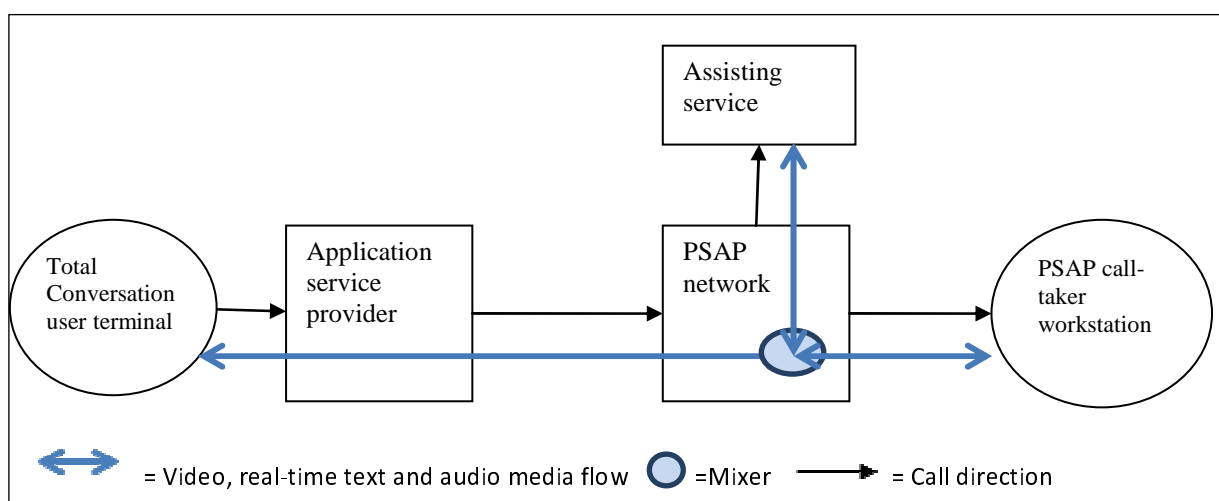 Assisting
service
Total
Conversation
user terminal
Application
service
provider
PSAP
network
PSAP call-
taker
workstation
= Video, real-time text and audio media flow
=Mixer
= Call direction